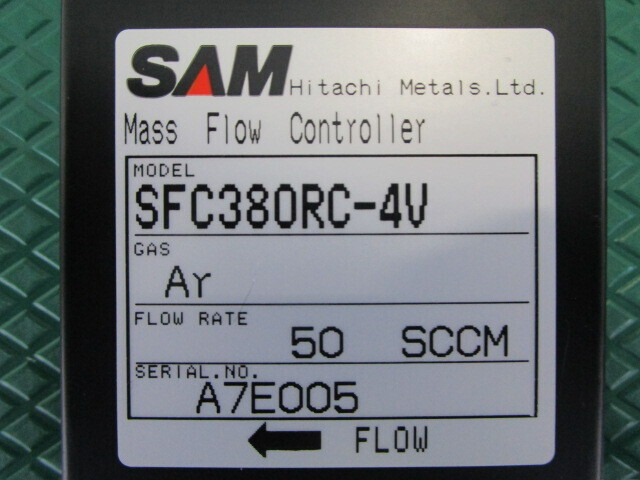 SAM Hitachi Metals.Ltd.
Mass Flow Controller
MODEL
SFC380RC-4V
GAS
Ar
FLOW RATE
50 SCCM
SERIAL.NO.
A7E005
FLOW